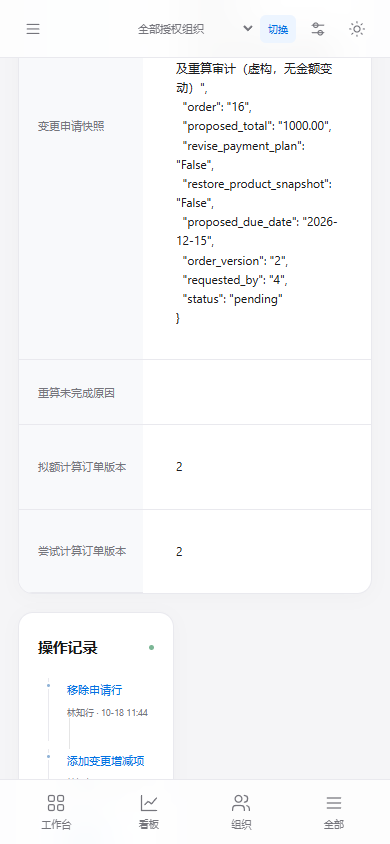 全部授权组织
切换
变更申请快照
及重算审计（虚构，无金额变
动）",
"order": "16",
"proposed_total": "1000.00",
"revise_payment_plan":
"False",
"restore_product_snapshot":
"False",
"proposed_due_date": "2026-
12-15",
"order_version": "2",
"requested_by": "4",
"status": "pending"
}
重算未完成原因
拟额计算订单版本
2
尝试计算订单版本
2
操作记录
移除申请行
林知行 · 10-18 11:44
添加变更增减项
工作台
看板
组织
全部